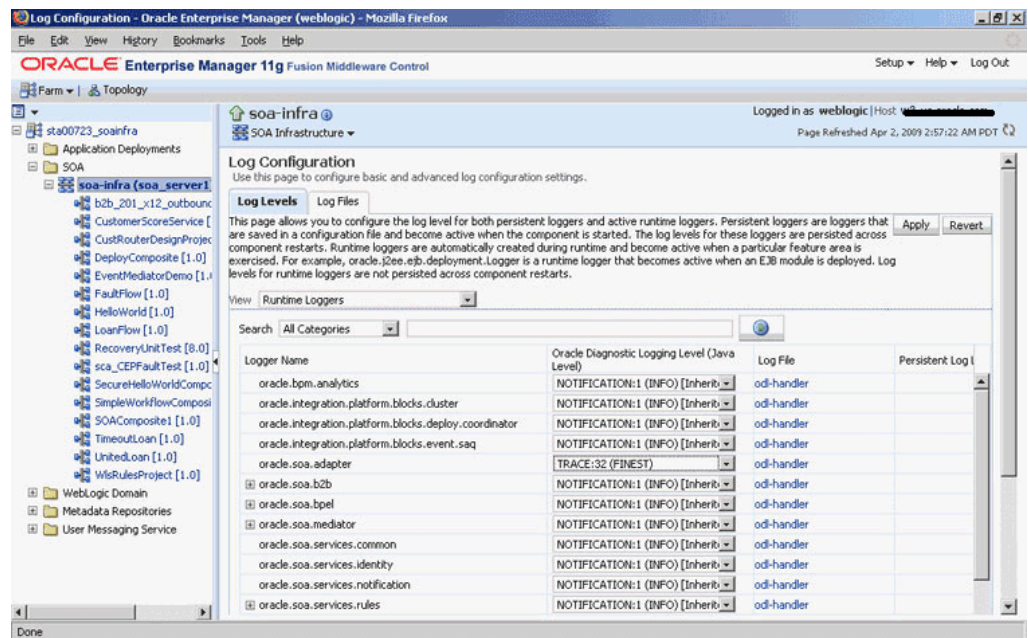 Log Configuration - Oracle Enterprise Manager (weblogic) - Mozilla Firefox
File Edit View History Bookmarks Tools Help
ORACLE Enterprise Manager 11g Fusion Middleware Control
Setup Help Log Out
Farm | Topology
sta00723_soainfra
Application Deployments
SOA
soa-infra (soa_server1
b2b_201_x12_outbounc
CustomerScoreService [
CustRouterDesignProjec
DeployComposite [1.0]
EventMediatorDemo [1.
FaultFlow [1.0]
HelloWorld [1.0]
LoanFlow [1.0]
RecoveryUnitTest [8.0]
sca_CEPFaultTest [1.0]
SecureHelloWorldCompc
SimpleWorkflowComposi
SOAComposite1 [1.0]
TimeoutLoan [1.0]
UnitedLoan [1.0]
WlsRulesProject [1.0]
WebLogic Domain
Metadata Repositories
User Messaging Service
soa-infra
SOA Infrastructure
Logged in as weblogic|Host
Page Refreshed Apr 2, 2009 2:57:22 AM PDT
Log Configuration
Use this page to configure basic and advanced log configuration settings.
Log Levels Log Files
This page allows you to configure the log level for both persistent loggers and active runtime loggers. Persistent loggers are loggers that
are saved in a configuration file and become active when the component is started. The log levels for these loggers are persisted across
component restarts. Runtime loggers are automatically created during runtime and become active when a particular feature area is
exercised. For example, oracle.j2ee.ejb.deployment.Logger is a runtime logger that becomes active when an EJB module is deployed. Log
levels for runtime loggers are not persisted across component restarts.
Apply Revert
View Runtime Loggers
Search All Categories
Logger Name Oracle Diagnostic Logging Level (Java Level) Log File Persistent Log L
oracle.bpm.analytics NOTIFICATION:1 (INFO) [Inherit odl-handler
oracle.integration.platform.blocks.cluster NOTIFICATION:1 (INFO) [Inherit odl-handler
oracle.integration.platform.blocks.deploy.coordinator NOTIFICATION:1 (INFO) [Inherit odl-handler
oracle.integration.platform.blocks.event.saq NOTIFICATION:1 (INFO) [Inherit odl-handler
oracle.soa.adapter TRACE:32 (FINEST) odl-handler
oracle.soa.b2b NOTIFICATION:1 (INFO) [Inherit odl-handler
oracle.soa.bpel NOTIFICATION:1 (INFO) [Inherit odl-handler
oracle.soa.mediator NOTIFICATION:1 (INFO) [Inherit odl-handler
oracle.soa.services.common NOTIFICATION:1 (INFO) [Inherit odl-handler
oracle.soa.services.identity NOTIFICATION:1 (INFO) [Inherit odl-handler
oracle.soa.services.notification NOTIFICATION:1 (INFO) [Inherit odl-handler
oracle.soa.services.rules NOTIFICATION:1 (INFO) [Inherit odl-handler
Done